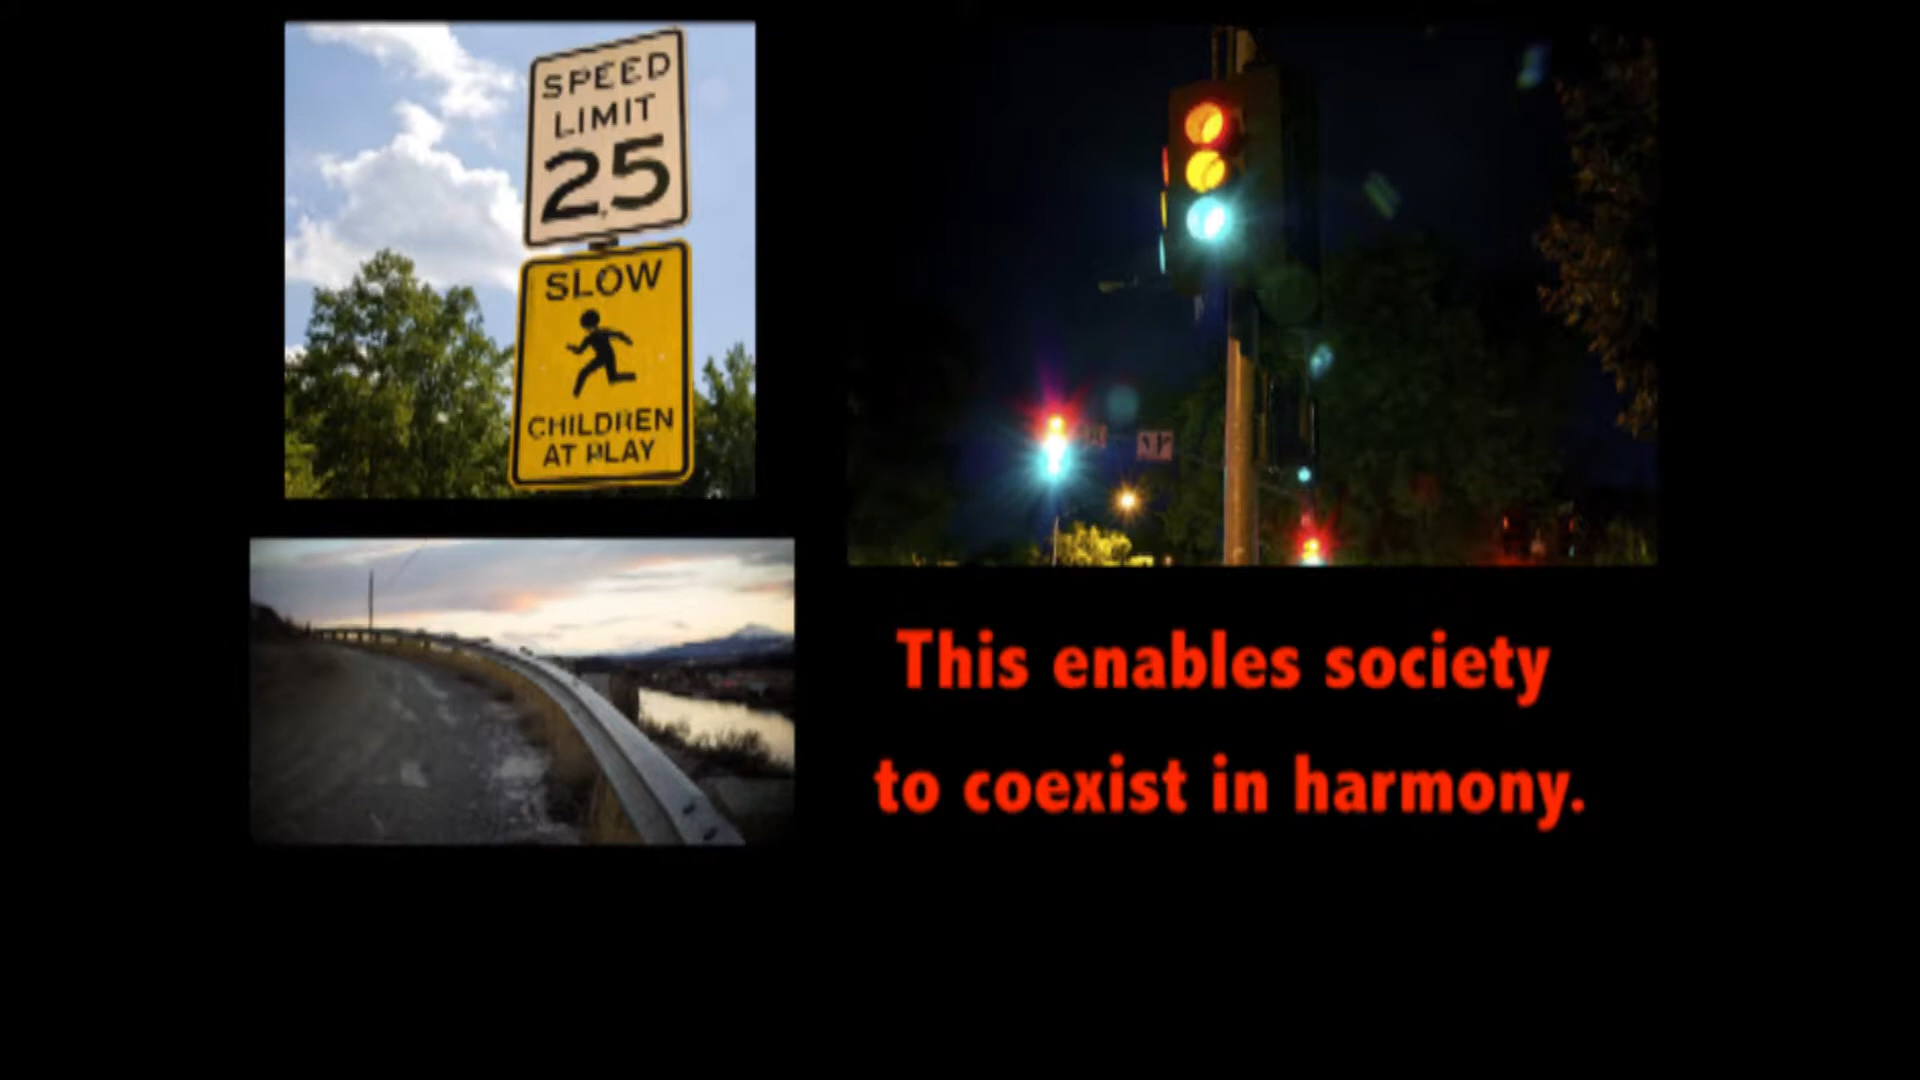 SPEED
LIMIT
25
SLOW
CHILDREN
AT PLAY
This enables society
to coexist in harmony.